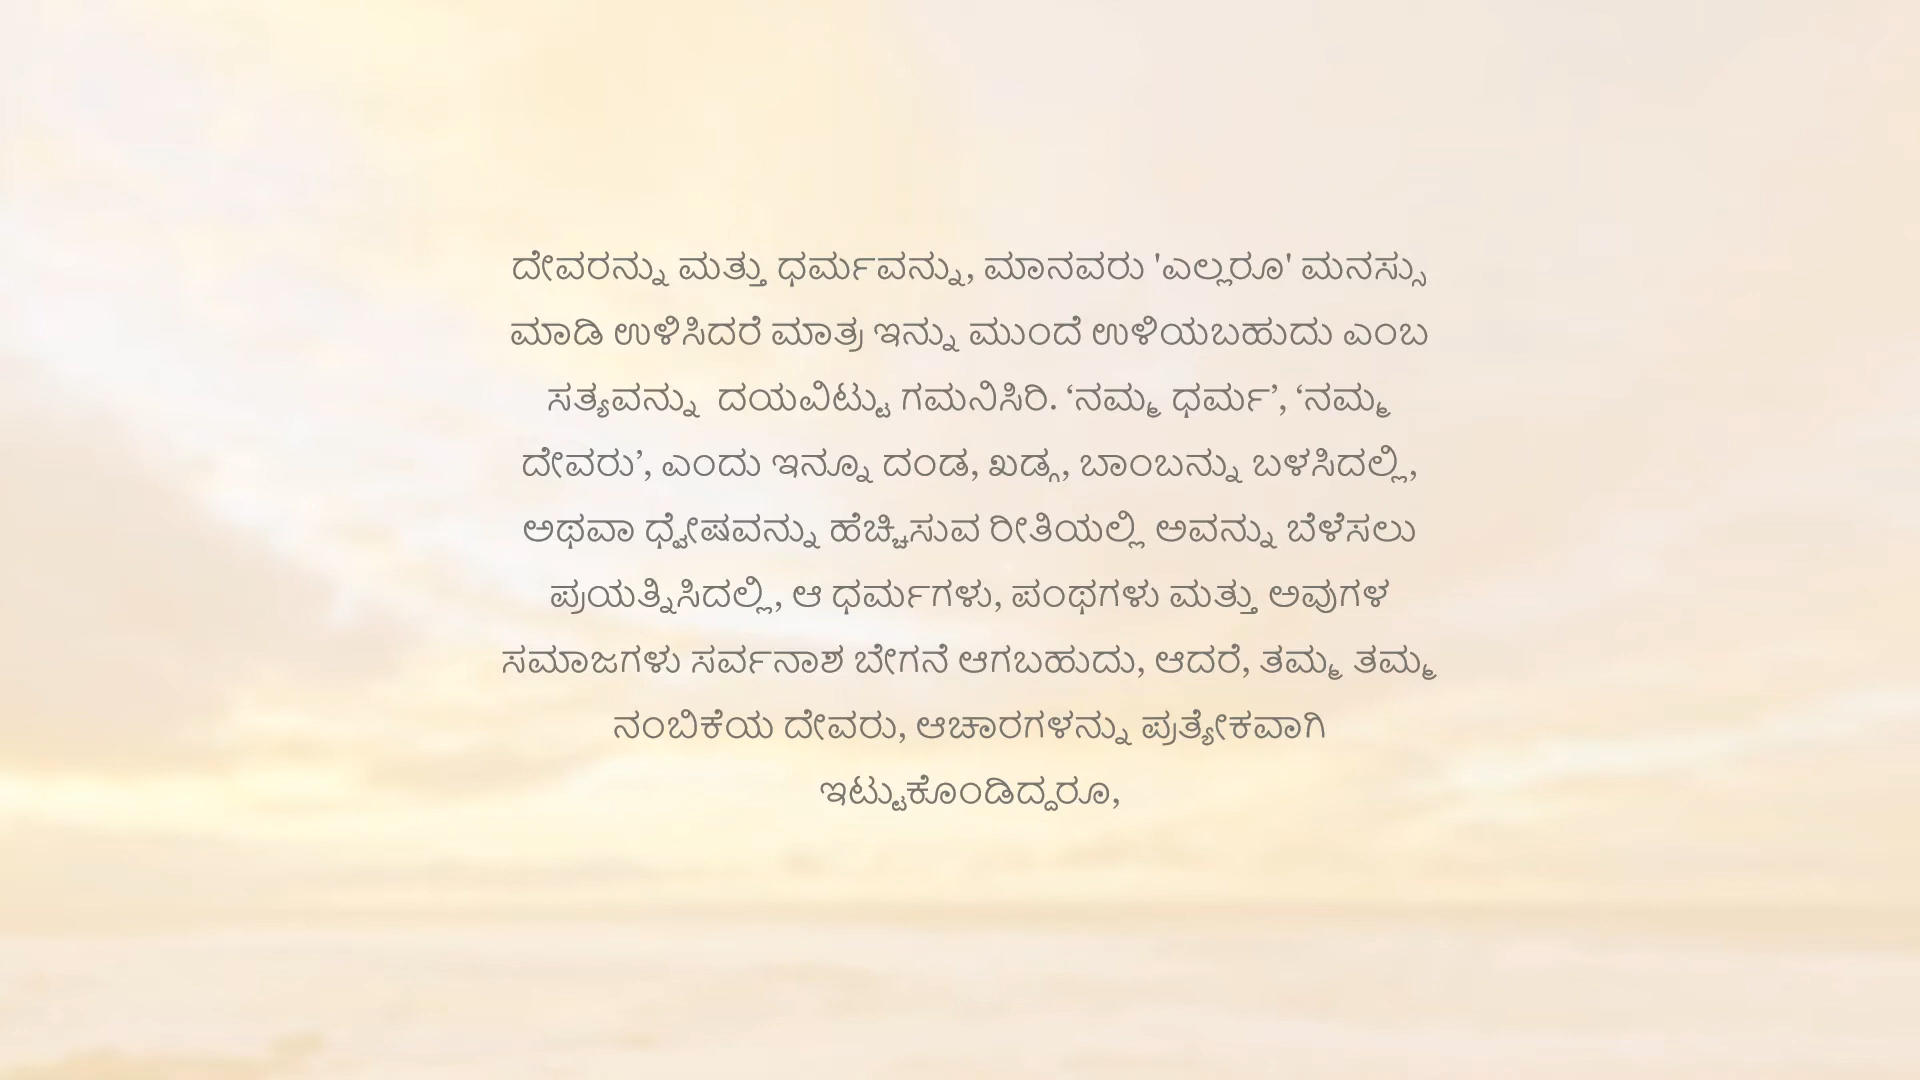 ದೇವರನ್ನು ಮತ್ತು ಧರ್ಮವನ್ನು, ಮಾನವರು 'ಎಲ್ಲರೂ' ಮನಸ್ಸು
ಮಾಡಿ ಉಳಿಸಿದರೆ ಮಾತ್ರ ಇನ್ನು ಮುಂದೆ ಉಳಿಯಬಹುದು ಎಂಬ
ಸತ್ಯವನ್ನು ದಯವಿಟ್ಟು ಗಮನಿಸಿರಿ. ‘ನಮ್ಮ ಧರ್ಮ’, ‘ನಮ್ಮ
ದೇವರು’, ಎಂದು ಇನ್ನೂ ದಂಡ, ಖಡ್ಗ, ಬಾಂಬನ್ನು ಬಳಸಿದಲ್ಲಿ,
ಅಥವಾ ಧ್ವೇಷವನ್ನು ಹೆಚ್ಚಿಸುವ ರೀತಿಯಲ್ಲಿ ಅವನ್ನು ಬೆಳೆಸಲು
ಪ್ರಯತ್ನಿಸಿದಲ್ಲಿ, ಆ ಧರ್ಮಗಳು, ಪಂಥಗಳು ಮತ್ತು ಅವುಗಳ
ಸಮಾಜಗಳು ಸರ್ವನಾಶ ಬೇಗನೆ ಆಗಬಹುದು, ಆದರೆ, ತಮ್ಮ ತಮ್ಮ
ನಂಬಿಕೆಯ ದೇವರು, ಆಚಾರಗಳನ್ನು ಪ್ರತ್ಯೇಕವಾಗಿ
ಇಟ್ಟುಕೊಂಡಿದ್ದರೂ,